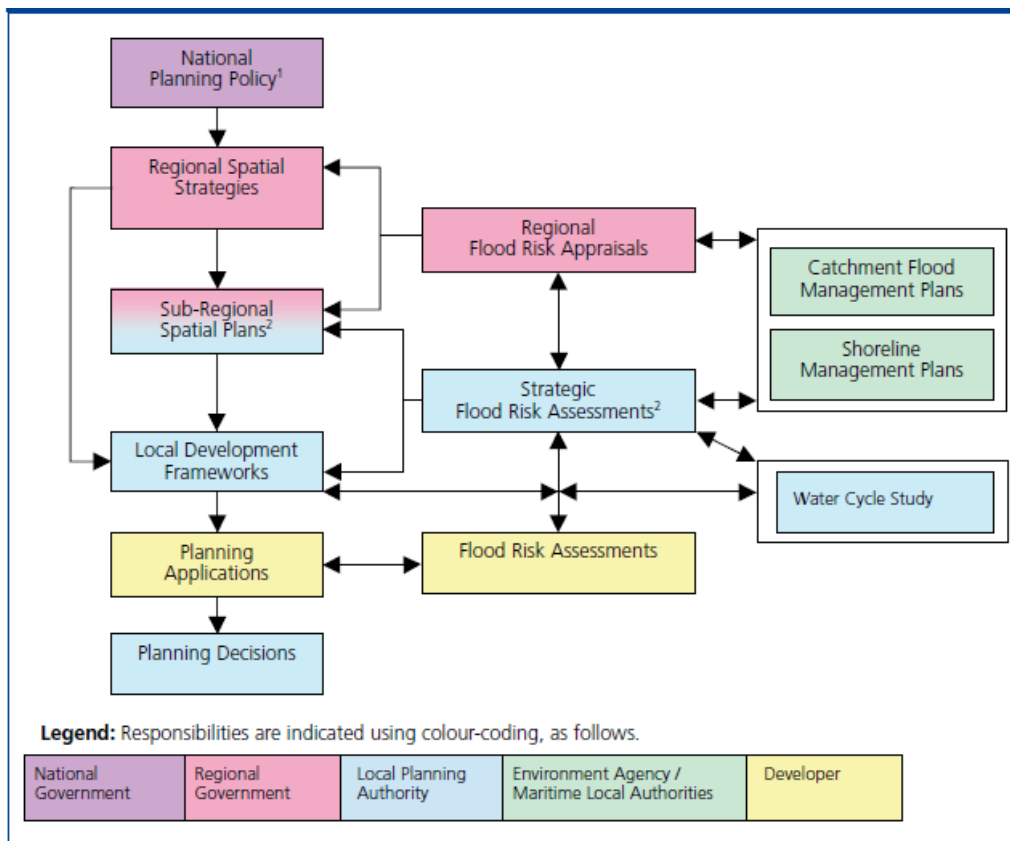 National
Planning Policy¹
Regional Spatial
Strategies
Regional
Flood Risk Appraisals
Catchment Flood
Management Plans
Sub-Regional
Spatial Plans²
Shoreline
Management Plans
Strategic
Flood Risk Assessments²
Local Development
Frameworks
Water Cycle Study
Planning
Applications
Flood Risk Assessments
Planning Decisions
Legend: Responsibilities are indicated using colour-coding, as follows.
National
Government
Regional
Government
Local Planning
Authority
Environment Agency /
Maritime Local Authorities
Developer